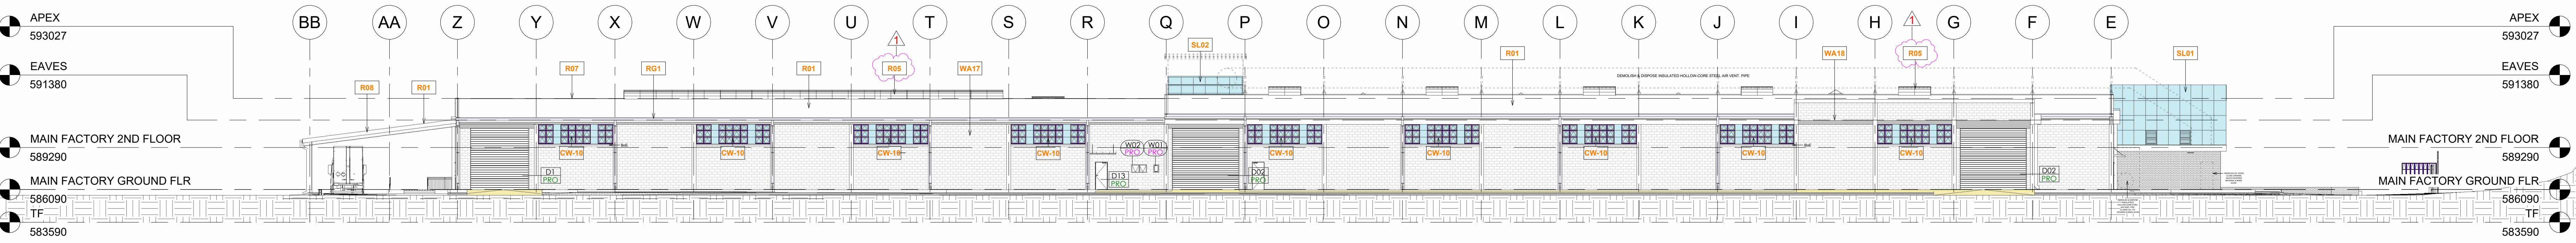 APEX
593027
EAVES
591380
MAIN FACTORY 2ND FLOOR
589290
MAIN FACTORY GROUND FLR
586090
TF
583590
BB AA Z Y X W V U T S R Q P O N M L K J I H G F E
1 1
SL02 R01 WA18 R05 SL01
R07 RG1 R01 R05 WA17
DEMOLISH & DISPOSE INSULATED HOLLOW-CORE STEEL AIR VENT. PIPE
R08 R01
CW-10 CW-10 CW-10 CW-10 CW-10 CW-10 CW-10 CW-10 CW-10
W02 W01
PRO PRO
D1
PRO
D13
PRO
D02
PRO
D02
PRO
APEX
593027
EAVES
591380
MAIN FACTORY 2ND FLOOR
589290
MAIN FACTORY GROUND FLR
586090
TF
583590